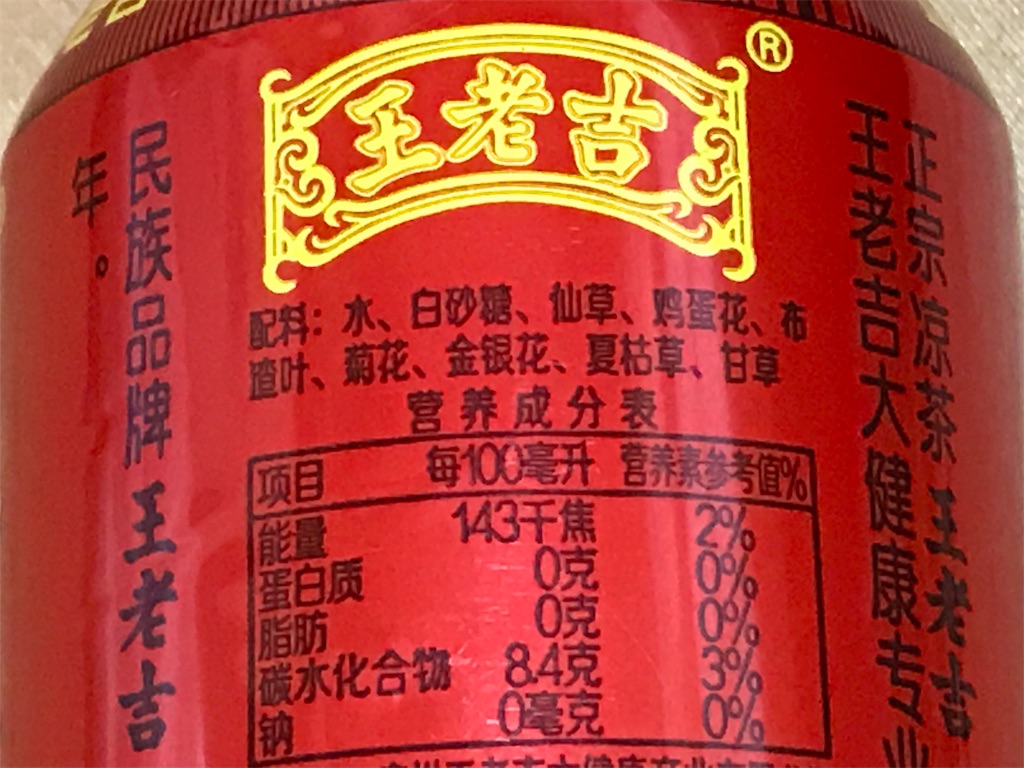 王老吉®
配料：水、白砂糖、仙草、鸡蛋花、布
渣叶、菊花、金银花、夏枯草、甘草
营养成分表
项目 每100毫升 营养素参考值%
能量 143千焦 2%
蛋白质 0克 0%
脂肪 0克 0%
碳水化合物 8.4克 3%
钠 0毫克 0%
正宗凉茶 王老吉
王老吉大健康专业
民族品牌 王老吉
年。